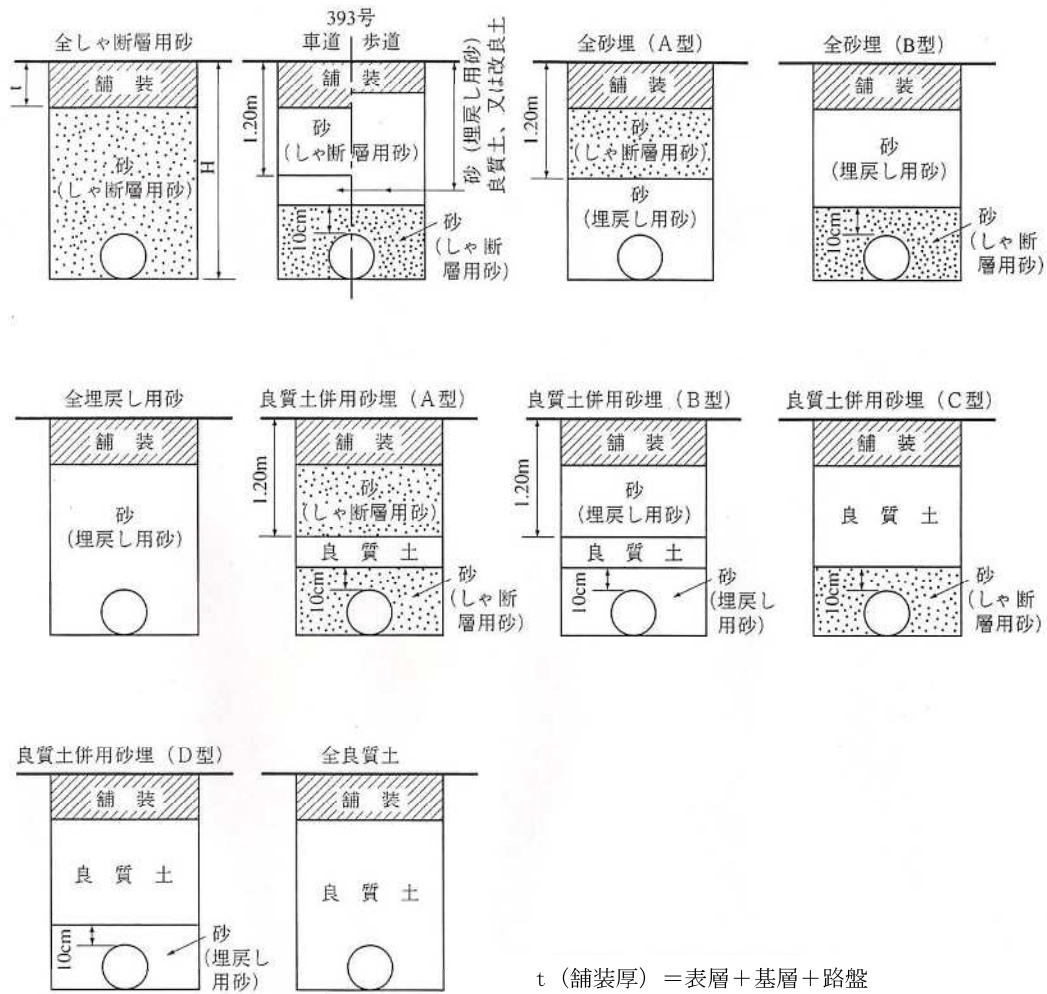 全しゃ断層用砂
舗 装
t
H
砂
(しゃ断層用砂)
393号
車道 歩道
舗 装
1.20m
砂
(しゃ断層用砂)
10cm
砂
(しゃ断
層用砂)
砂(埋戻し用砂)
良質土、又は改良土
全砂埋(A型)
舗 装
1.20m
砂
(しゃ断層用砂)
砂
(埋戻し用砂)
全砂埋(B型)
舗 装
砂
(埋戻し用砂)
10cm
砂
(しゃ断
層用砂)
全埋戻し用砂
舗 装
砂
(埋戻し用砂)
良質土併用砂埋(A型)
舗 装
1.20m
砂
(しゃ断層用砂)
良 質 土
10cm
砂
(しゃ断
層用砂)
良質土併用砂埋(B型)
舗 装
1.20m
砂
(埋戻し用砂)
良 質 土
10cm
砂
(埋戻し
用砂)
良質土併用砂埋(C型)
舗 装
良 質 土
10cm
砂
(しゃ断
層用砂)
良質土併用砂埋(D型)
舗 装
良 質 土
10cm
砂
(埋戻し
用砂)
全良質土
舗 装
良 質 土
t(舗装厚)=表層+基層+路盤